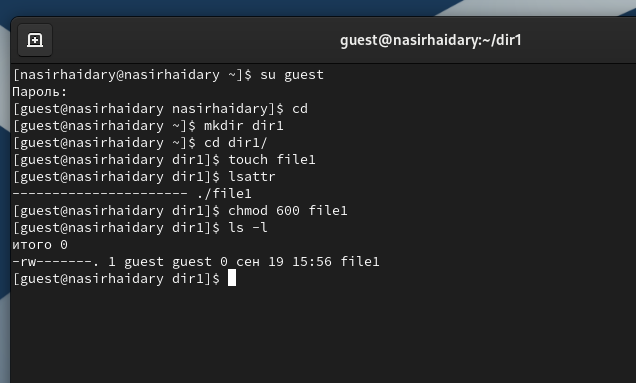 guest@nasirhaidary:~/dir1
[nasirhaidary@nasirhaidary ~]$ su guest
Пароль:
[guest@nasirhaidary nasirhaidary]$ cd
[guest@nasirhaidary ~]$ mkdir dir1
[guest@nasirhaidary ~]$ cd dir1/
[guest@nasirhaidary dir1]$ touch file1
[guest@nasirhaidary dir1]$ lsattr
---------------------- ./file1
[guest@nasirhaidary dir1]$ chmod 600 file1
[guest@nasirhaidary dir1]$ ls -l
итого 0
-rw-------. 1 guest guest 0 сен 19 15:56 file1
[guest@nasirhaidary dir1]$